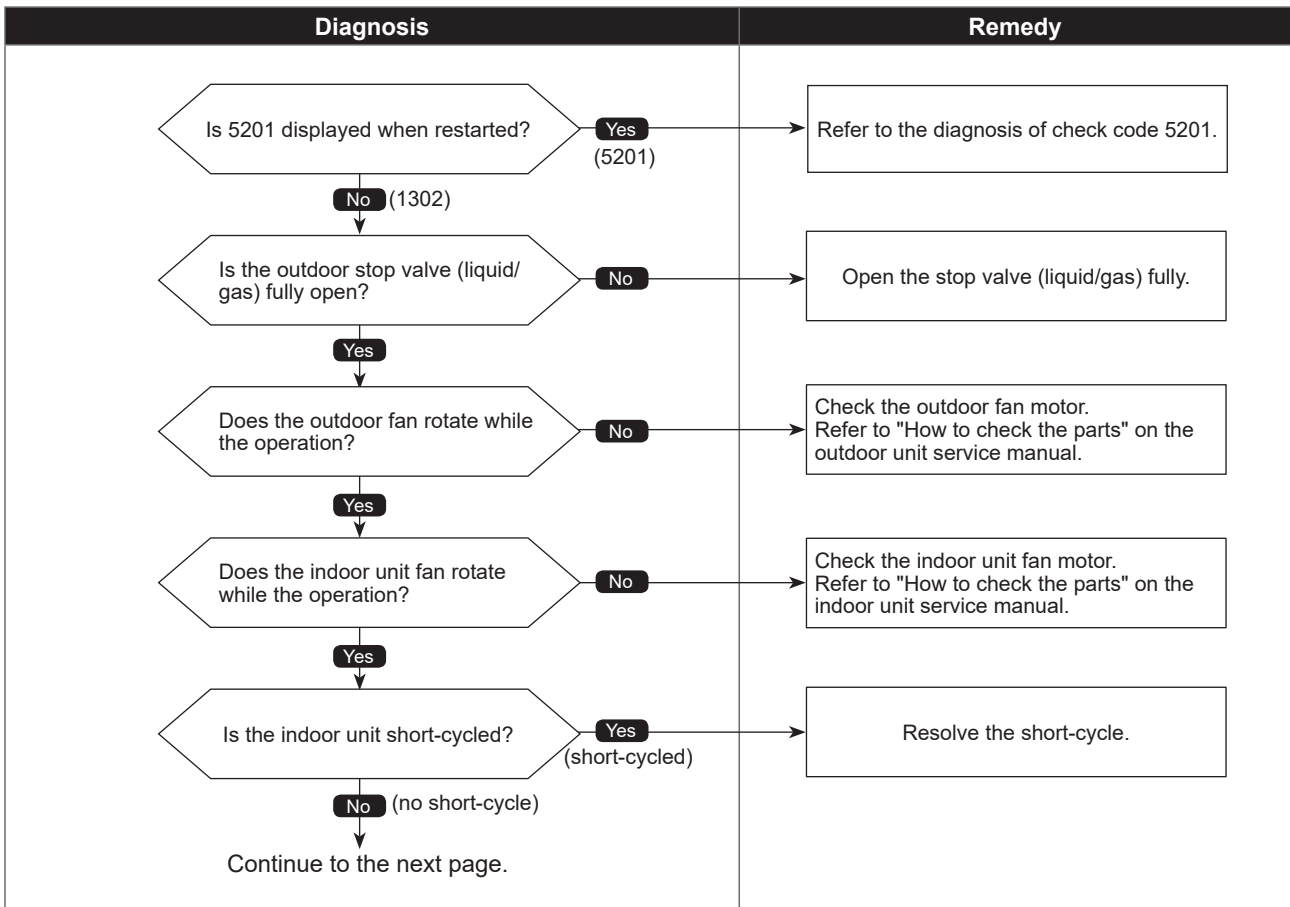 Diagnosis
Remedy
Is 5201 displayed when restarted?
Yes
(5201)
Refer to the diagnosis of check code 5201.
No (1302)
Is the outdoor stop valve (liquid/
gas) fully open?
No
Open the stop valve (liquid/gas) fully.
Yes
Does the outdoor fan rotate while
the operation?
No
Check the outdoor fan motor.
Refer to "How to check the parts" on the
outdoor unit service manual.
Yes
Does the indoor unit fan rotate
while the operation?
No
Check the indoor unit fan motor.
Refer to "How to check the parts" on the
indoor unit service manual.
Yes
Is the indoor unit short-cycled?
Yes
(short-cycled)
Resolve the short-cycle.
No (no short-cycle)
Continue to the next page.